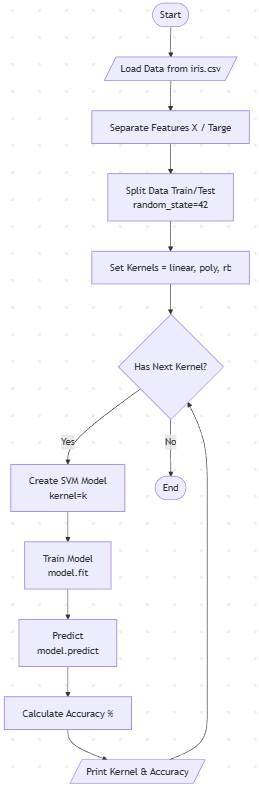 Start
Load Data from iris.csv
Separate Features X / Targe
Split Data Train/Test
random_state=42
Set Kernels = linear, poly, rb
Has Next Kernel?
Yes
No
Create SVM Model
kernel=k
End
Train Model
model.fit
Predict
model.predict
Calculate Accuracy %
Print Kernel & Accuracy